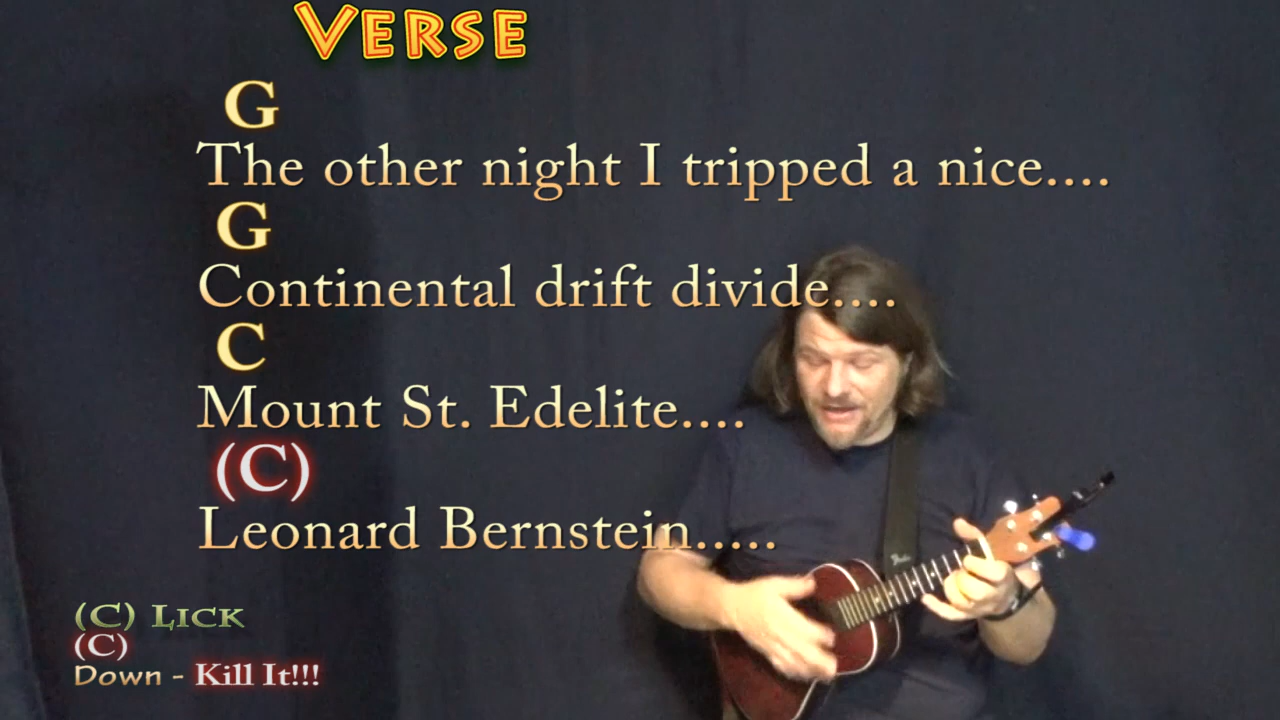 VERSE
G
The other night I tripped a nice....
G
Continental drift divide....
C
Mount St. Edelite....
(C)
Leonard Bernstein.....
(C) LICK
(C)
Down - Kill It!!!